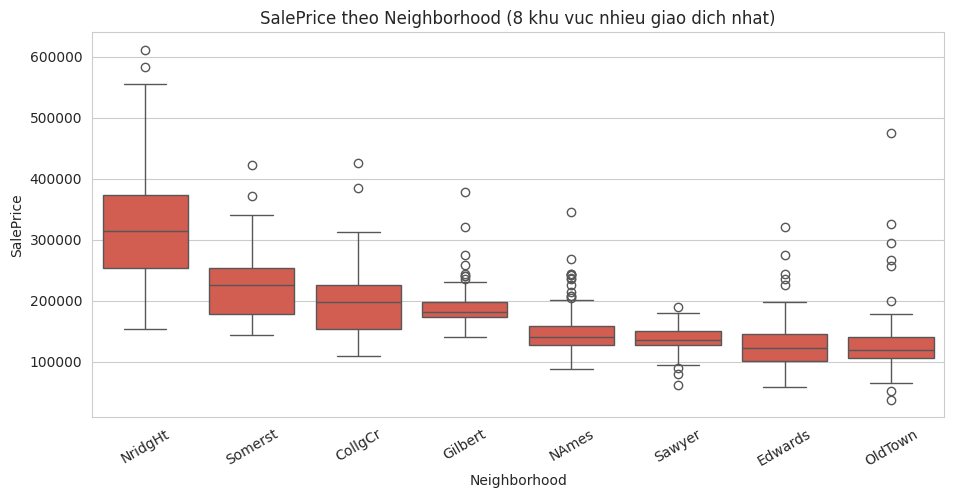 SalePrice theo Neighborhood (8 khu vuc nhieu giao dich nhat)
SalePrice
600000
500000
400000
300000
200000
100000
NridgHt
Somerst
CollgCr
Gilbert
NAmes
Sawyer
Edwards
OldTown
Neighborhood